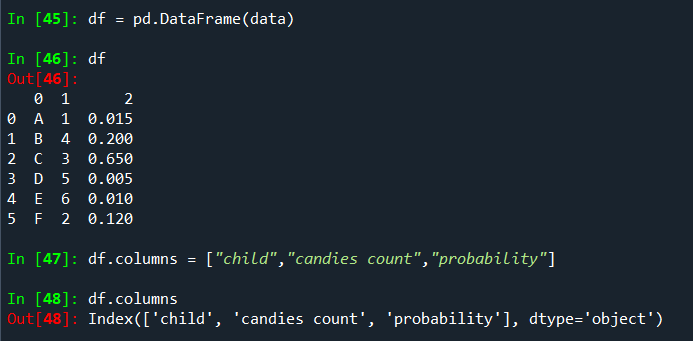 In [45]: df = pd.DataFrame(data)
In [46]: df
Out[46]:
0 1 2
0 A 1 0.015
1 B 4 0.200
2 C 3 0.650
3 D 5 0.005
4 E 6 0.010
5 F 2 0.120
In [47]: df.columns = ["child","candies count","probability"]
In [48]: df.columns
Out[48]: Index(['child', 'candies count', 'probability'], dtype='object')